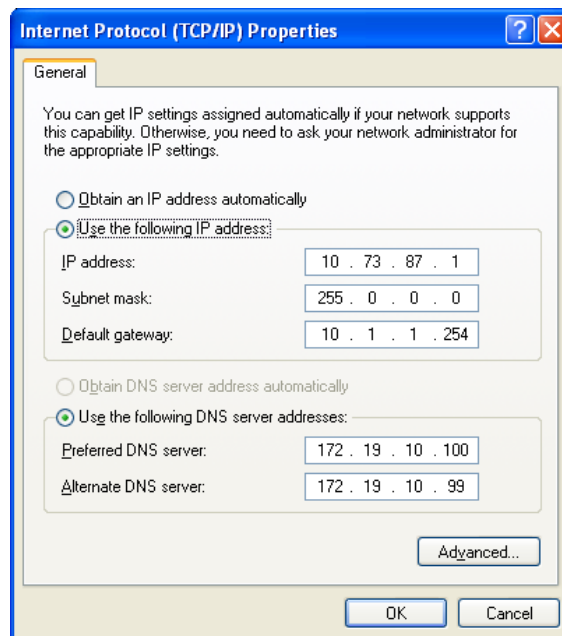 Internet Protocol (TCP/IP) Properties
General
You can get IP settings assigned automatically if your network supports
this capability. Otherwise, you need to ask your network administrator for
the appropriate IP settings.
Obtain an IP address automatically
Use the following IP address:
IP address: 10 . 73 . 87 . 1
Subnet mask: 255 . 0 . 0 . 0
Default gateway: 10 . 1 . 1 . 254
Obtain DNS server address automatically
Use the following DNS server addresses:
Preferred DNS server: 172 . 19 . 10 . 100
Alternate DNS server: 172 . 19 . 10 . 99
Advanced...
OK Cancel